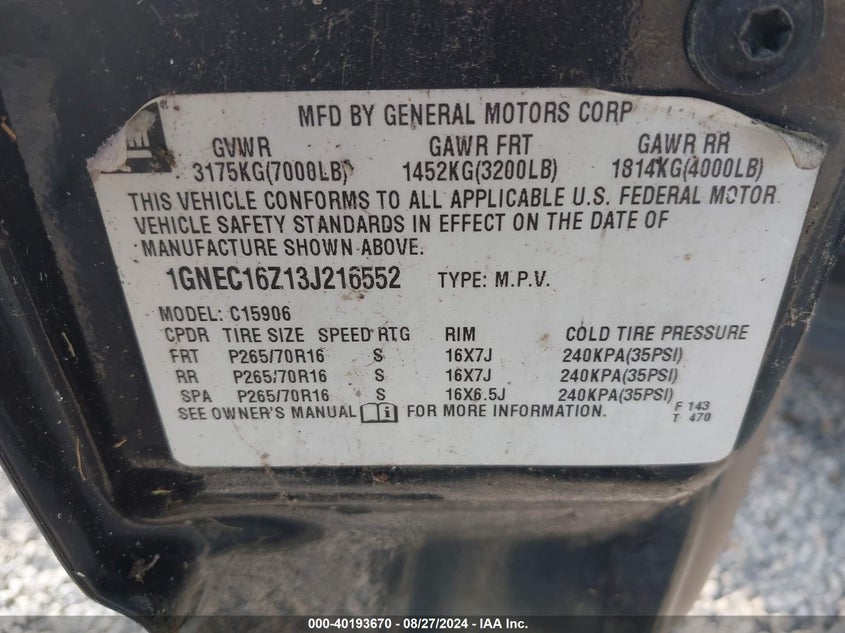 MFD BY GENERAL MOTORS CORP
GVWR GAWR FRT GAWR RR
3175KG(7000LB) 1452KG(3200LB) 1814KG(4000LB)
THIS VEHICLE CONFORMS TO ALL APPLICABLE U.S. FEDERAL MOTOR
VEHICLE SAFETY STANDARDS IN EFFECT ON THE DATE OF
MANUFACTURE SHOWN ABOVE.
1GNEC16Z13J216552 TYPE: M.P.V.
MODEL: C15906
CPDR TIRE SIZE SPEED RTG RIM COLD TIRE PRESSURE
FRT P265/70R16 S 16X7J 240KPA(35PSI)
RR P265/70R16 S 16X7J 240KPA(35PSI)
SPA P265/70R16 S 16X6.5J 240KPA(35PSI)
SEE OWNER'S MANUAL i FOR MORE INFORMATION. F 143
T 470
000-40193670 - 08/27/2024 - IAA Inc.